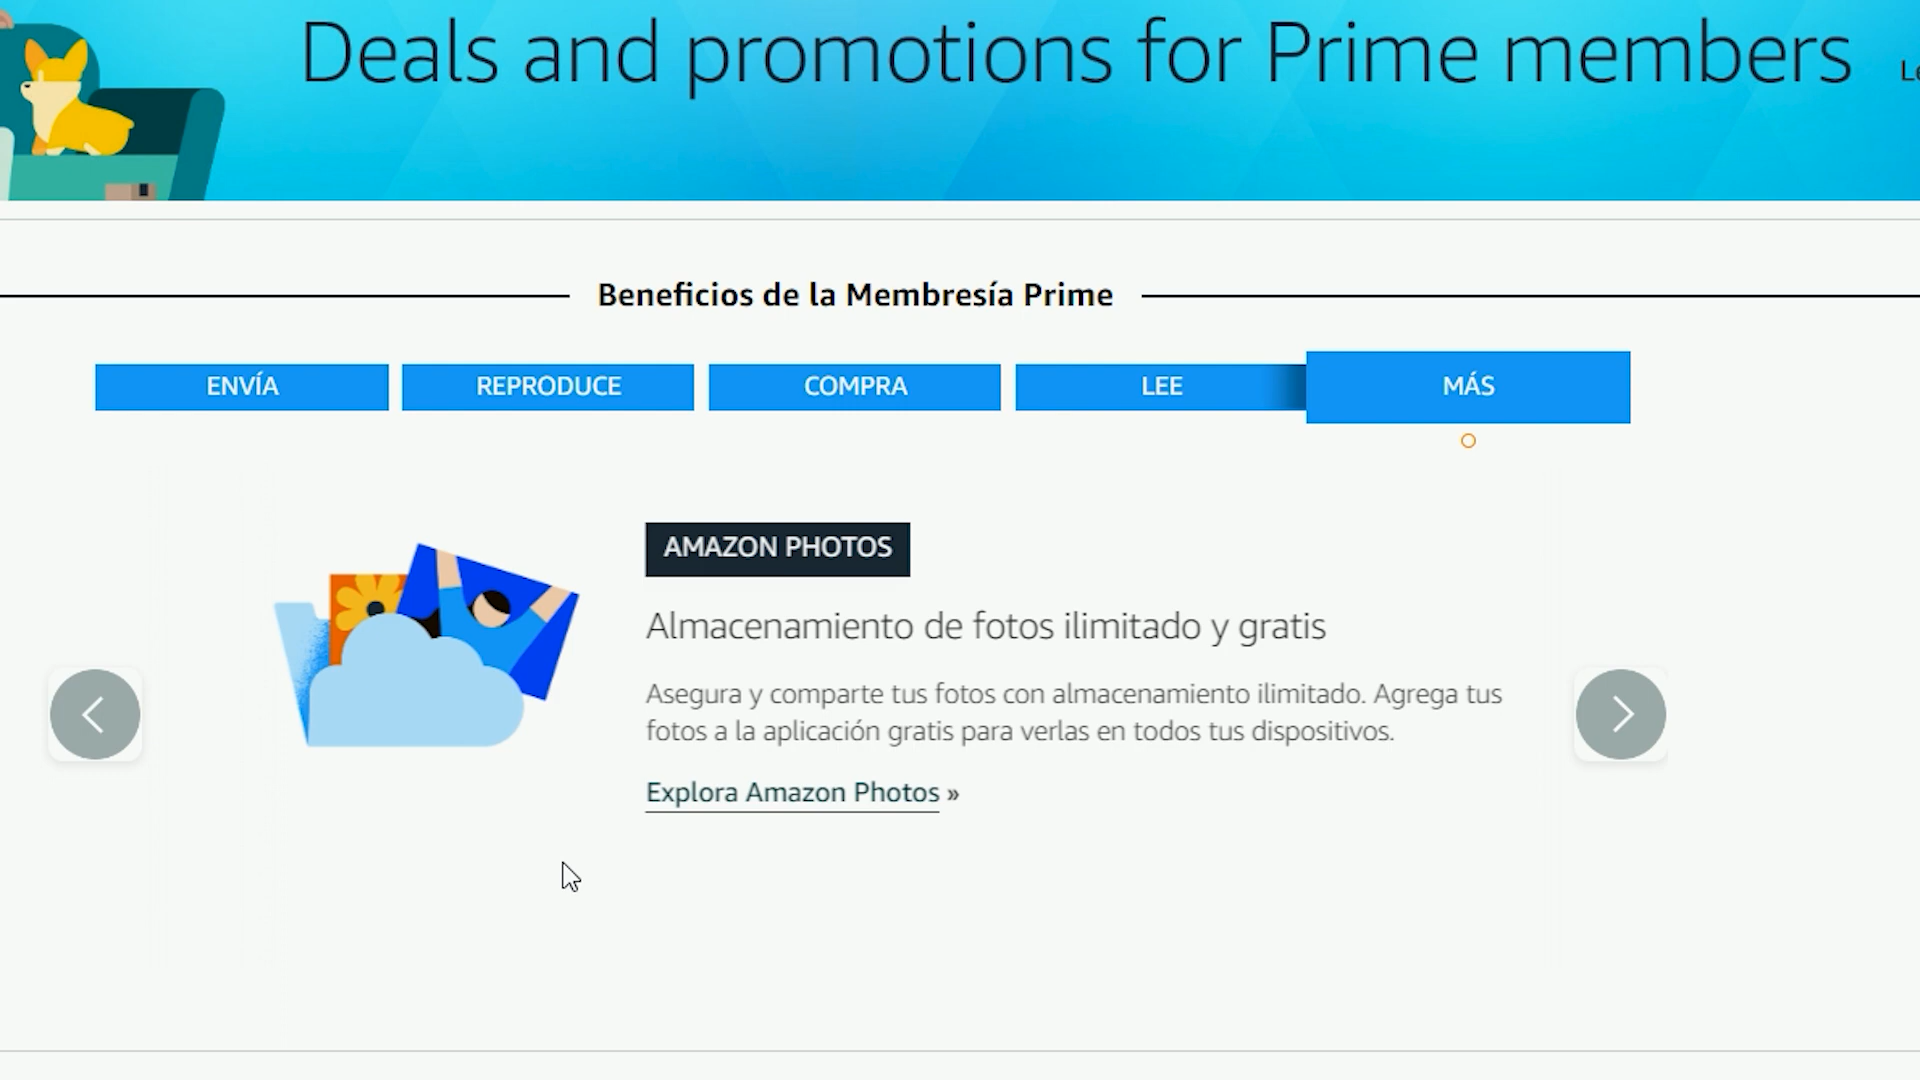 Deals and promotions for Prime members
Beneficios de la Membresía Prime
ENVÍA
REPRODUCE
COMPRA
LEE
MÁS
AMAZON PHOTOS
Almacenamiento de fotos ilimitado y gratis
Asegura y comparte tus fotos con almacenamiento ilimitado. Agrega tus
fotos a la aplicación gratis para verlas en todos tus dispositivos.
Explora Amazon Photos »